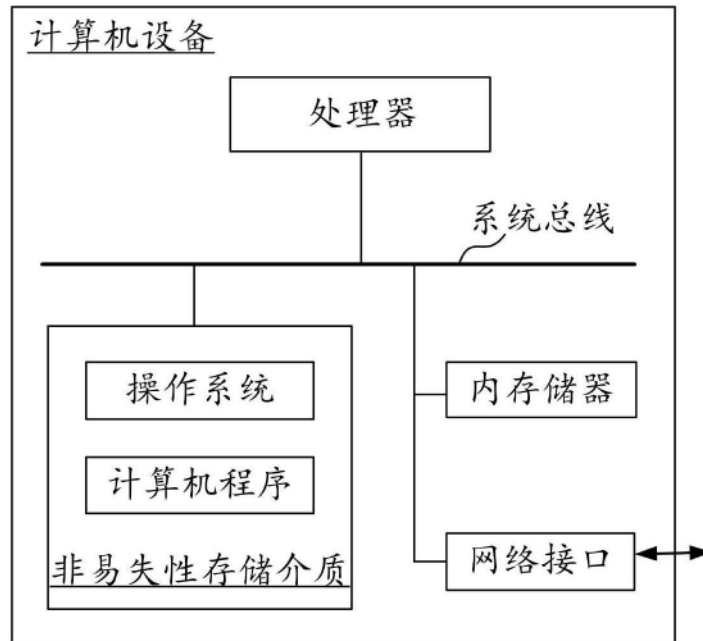 计算机设备
处理器
系统总线
操作系统
内存储器
计算机程序
非易失性存储介质
网络接口